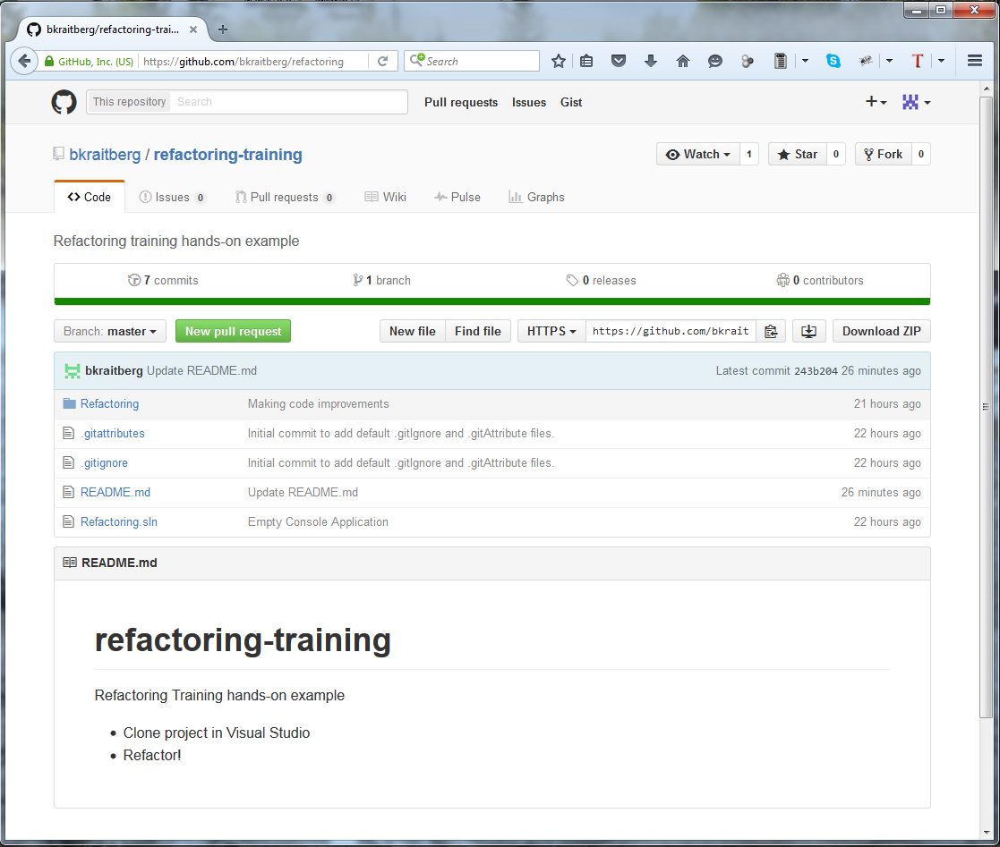 bkraitberg/refactoring-trai...
GitHub, Inc. (US) https://github.com/bkraitberg/refactoring Search
This repository Search Pull requests Issues Gist
bkraitberg / refactoring-training Watch 1 Star 0 Fork 0
Code Issues 0 Pull requests 0 Wiki Pulse Graphs
Refactoring training hands-on example
7 commits 1 branch 0 releases 0 contributors
Branch: master New pull request New file Find file HTTPS https://github.com/bkrait Download ZIP
bkraitberg Update README.md Latest commit 243b204 26 minutes ago
Refactoring Making code improvements 21 hours ago
.gitattributes Initial commit to add default .gitIgnore and .gitAttribute files. 22 hours ago
.gitignore Initial commit to add default .gitIgnore and .gitAttribute files. 22 hours ago
README.md Update README.md 26 minutes ago
Refactoring.sln Empty Console Application 22 hours ago
README.md
refactoring-training
Refactoring Training hands-on example
• Clone project in Visual Studio
• Refactor!